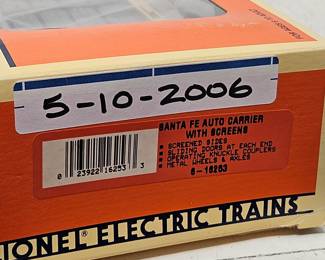 5-10-2006
SANTA FE AUTO CARRIER
WITH SCREENS
■ SCREENED SIDES
■ SLIDING DOORS AT EACH END
■ OPERATING KNUCKLE COUPLERS
■ METAL WHEELS & AXLES
6-16253
0 23922 16253 3
LIONEL® ELECTRIC TRAINS